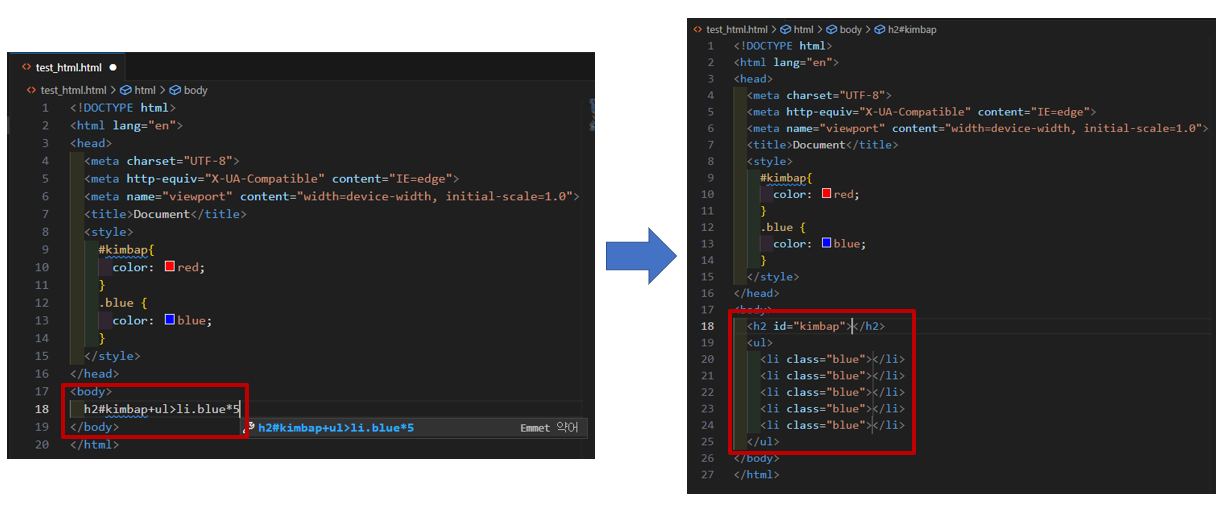 test_html.html
test_html.html > html > body
1 <!DOCTYPE html>
2 <html lang="en">
3 <head>
4 <meta charset="UTF-8">
5 <meta http-equiv="X-UA-Compatible" content="IE=edge">
6 <meta name="viewport" content="width=device-width, initial-scale=1.0">
7 <title>Document</title>
8 <style>
9 #kimbap{
10 color: red;
11 }
12 .blue {
13 color: blue;
14 }
15 </style>
16 </head>
17 <body>
18 h2#kimbap+ul>li.blue*5
19 </body>
h2#kimbap+ul>li.blue*5 Emmet 약어
20 </html>
test_html.html > html > body > h2#kimbap
1 <!DOCTYPE html>
2 <html lang="en">
3 <head>
4 <meta charset="UTF-8">
5 <meta http-equiv="X-UA-Compatible" content="IE=edge">
6 <meta name="viewport" content="width=device-width, initial-scale=1.0">
7 <title>Document</title>
8 <style>
9 #kimbap{
10 color: red;
11 }
12 .blue {
13 color: blue;
14 }
15 </style>
16 </head>
17 <body>
18 <h2 id="kimbap"></h2>
19 <ul>
20 <li class="blue"></li>
21 <li class="blue"></li>
22 <li class="blue"></li>
23 <li class="blue"></li>
24 <li class="blue"></li>
25 </ul>
26 </body>
27 </html>